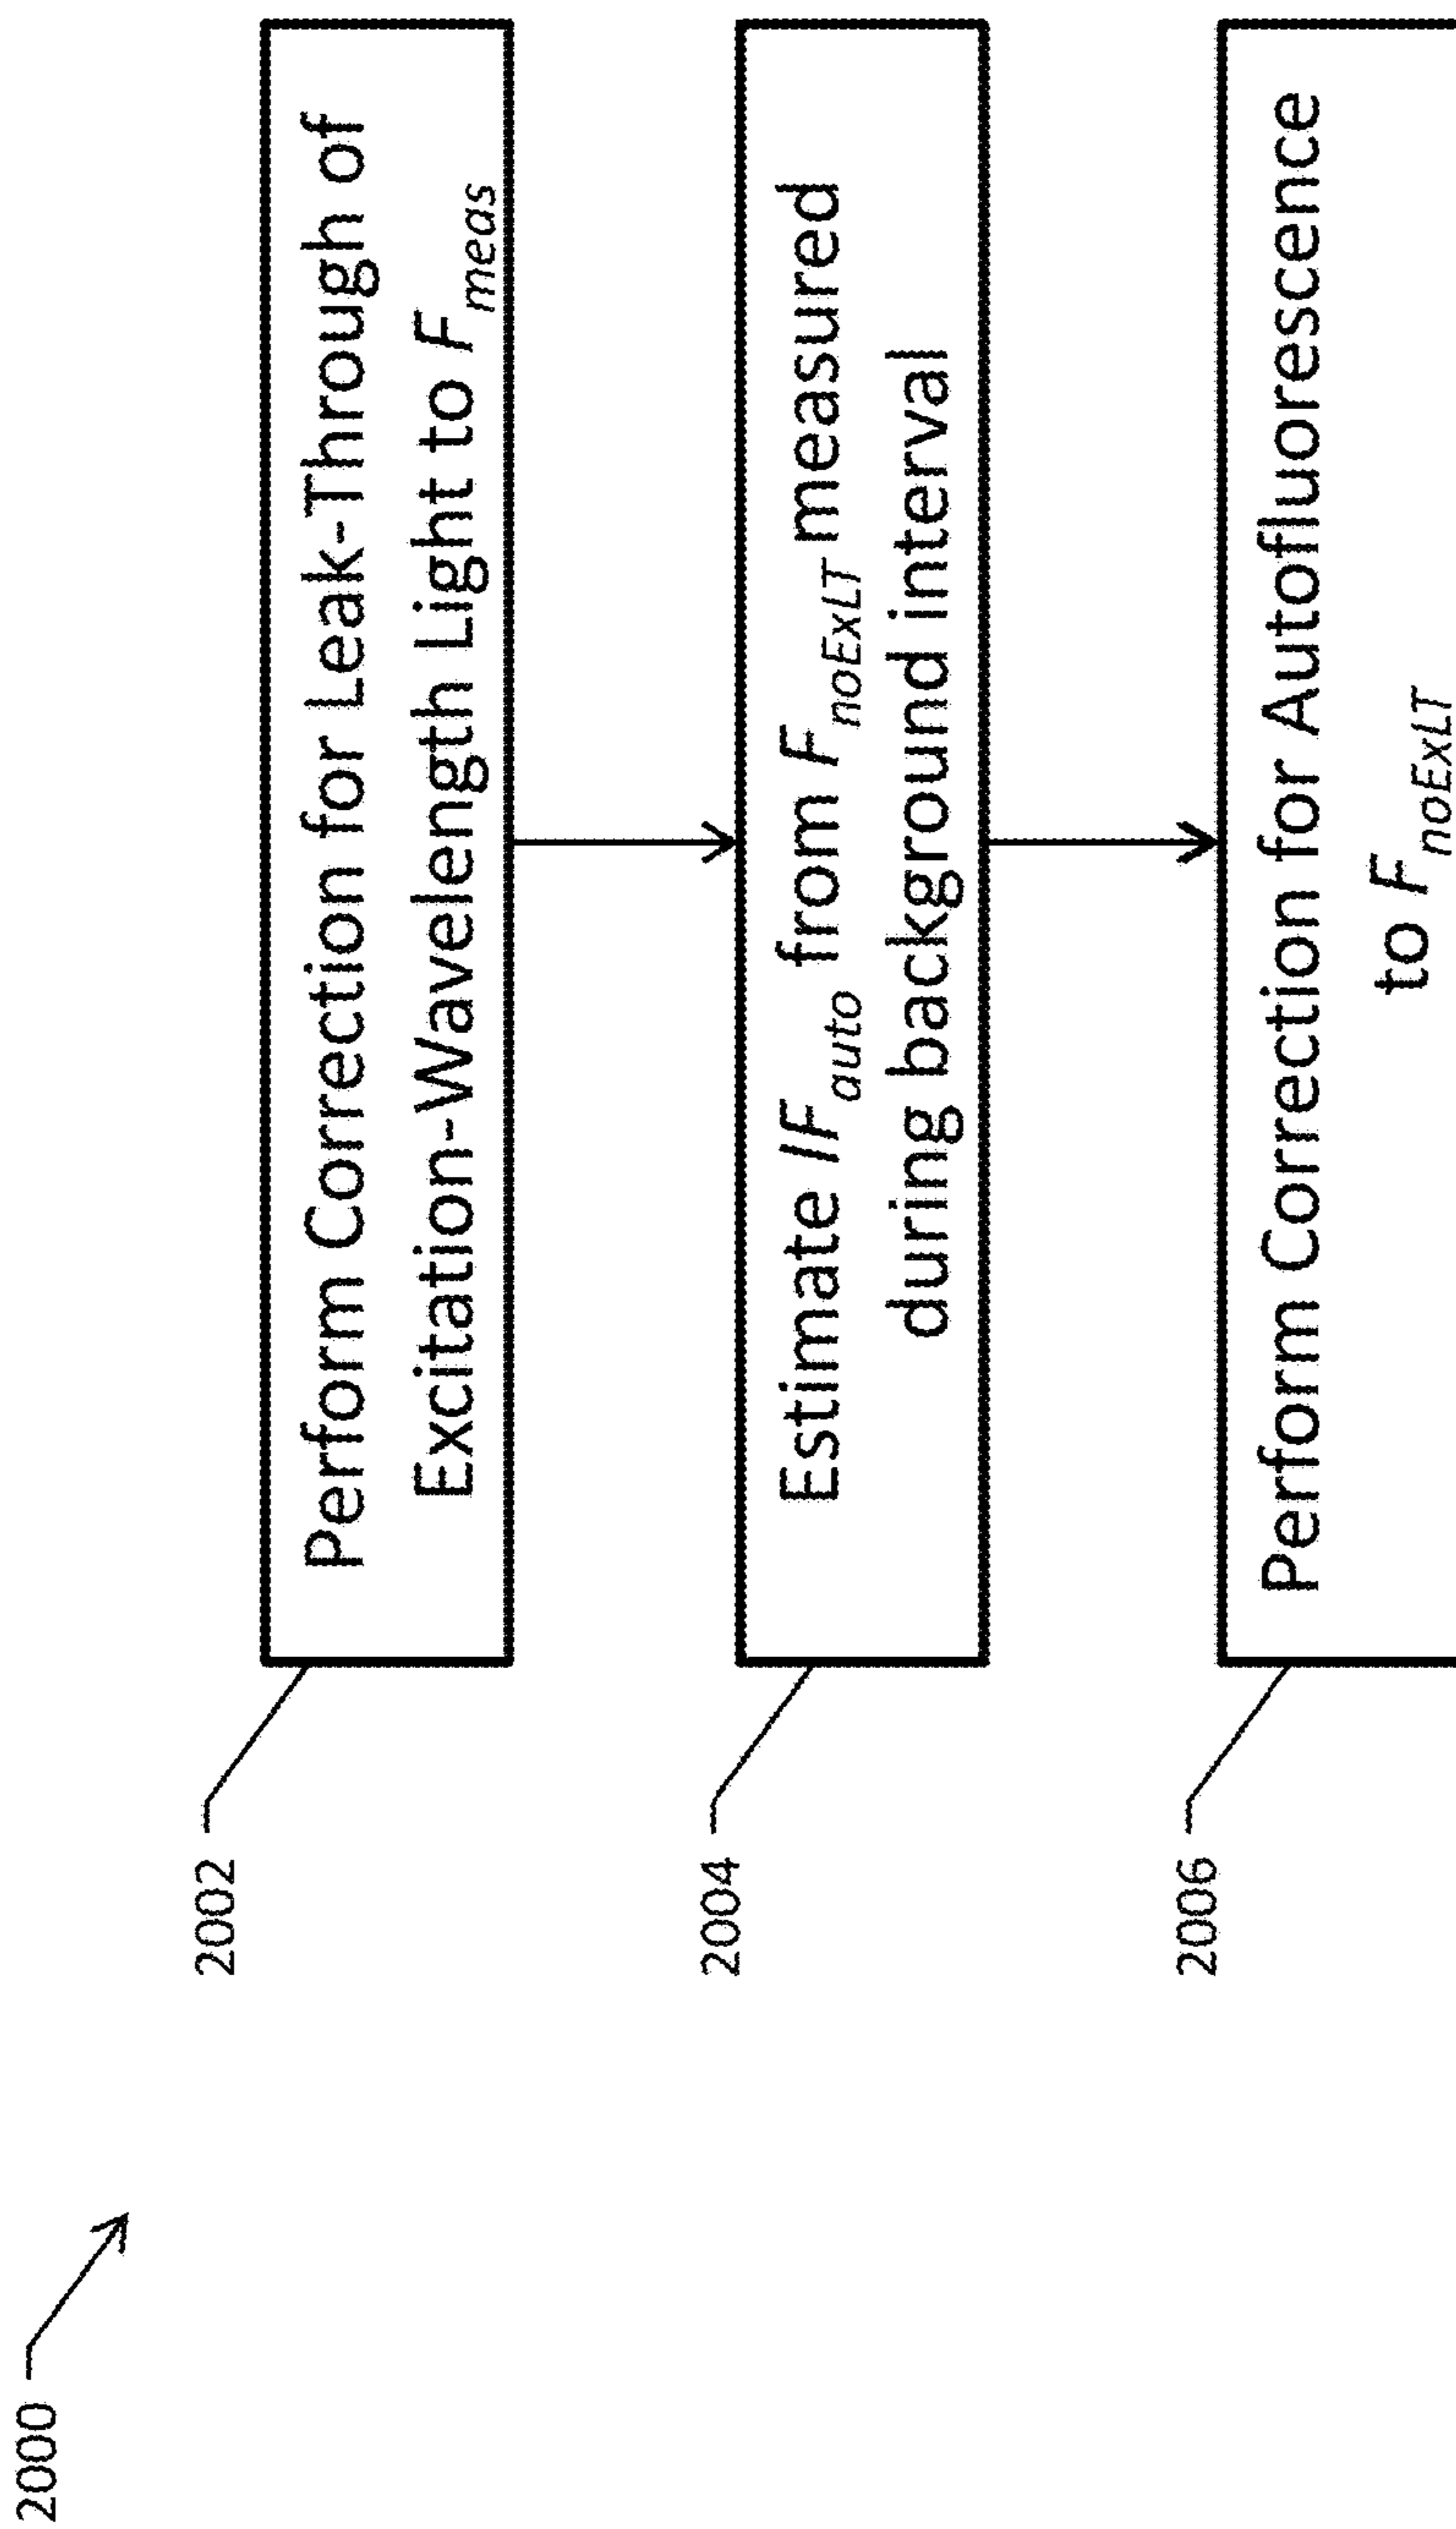 2000
2002
Perform Correction for Leak-Through of
Excitation-Wavelength Light to F_meas
2004
Estimate IF_auto from F_noExLT measured
during background interval
2006
Perform Correction for Autofluorescence
to F_noExLT